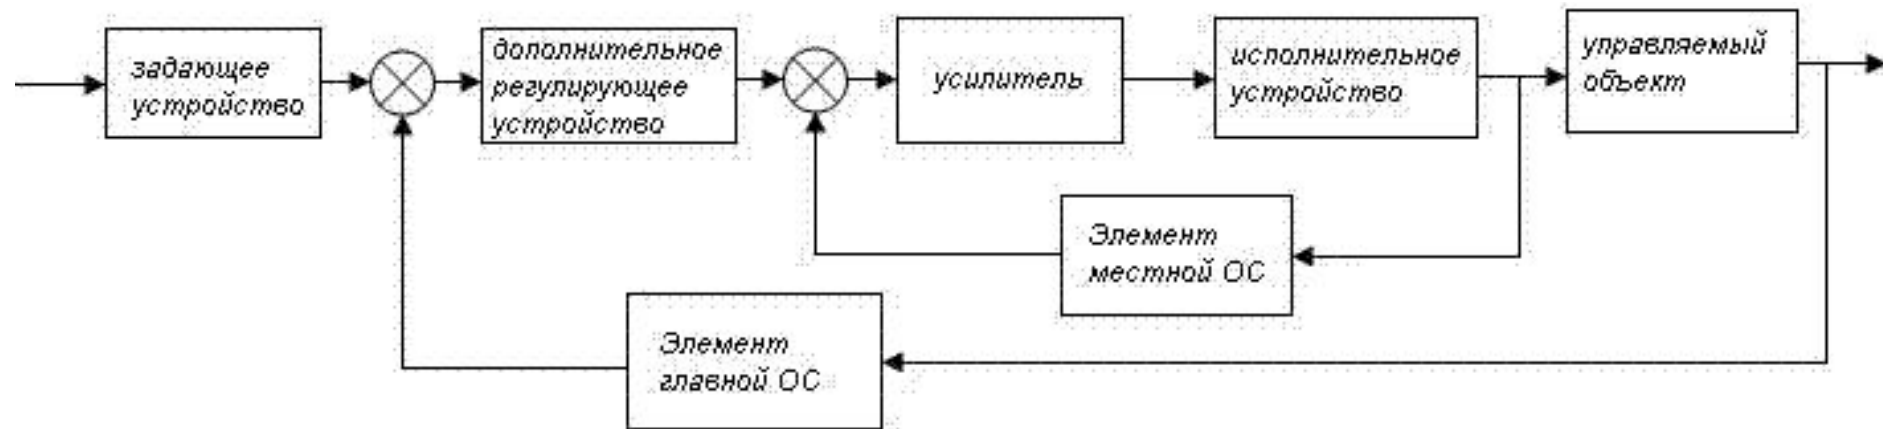 задающее
устройство
дополнительное
регулирующее
устройство
усилитель
исполнительное
устройство
управляемый
объект
Элемент
местной ОС
Элемент
главной ОС